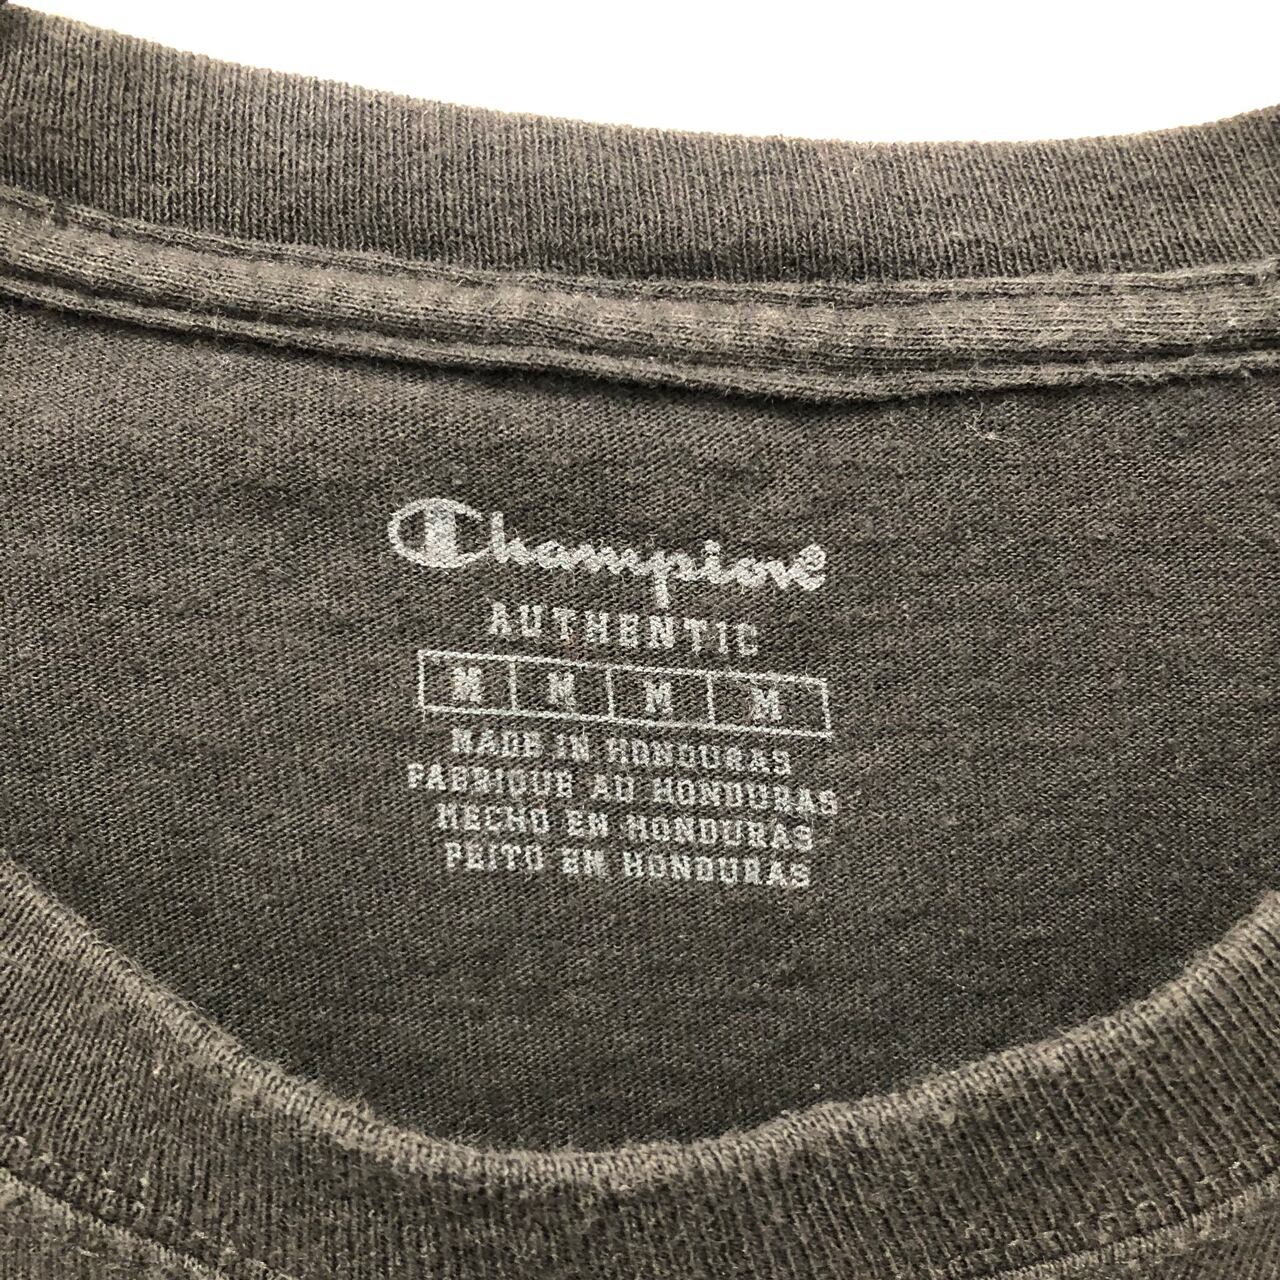 Champion
AUTHENTIC
M M M M
MADE IN HONDURAS
FABRIQUE AU HONDURAS
HECHO EN HONDURAS
FEITO EM HONDURAS